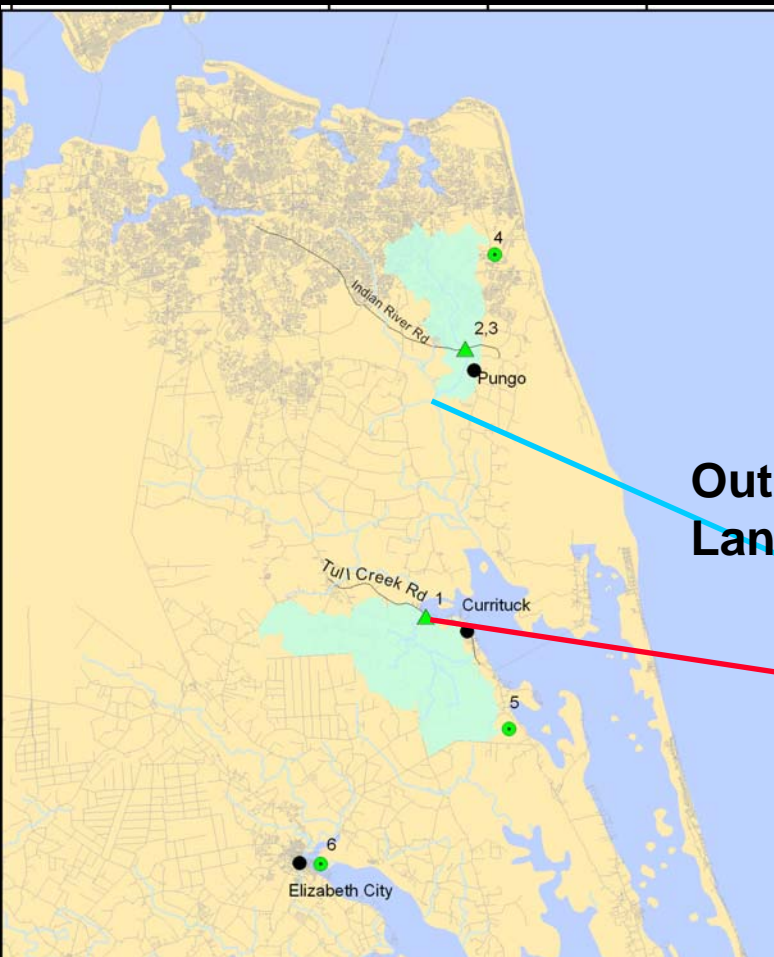 4
Indian River Rd
2,3
Pungo
Out
Lan
Tull Creek Rd
1
Currituck
5
6
Elizabeth City